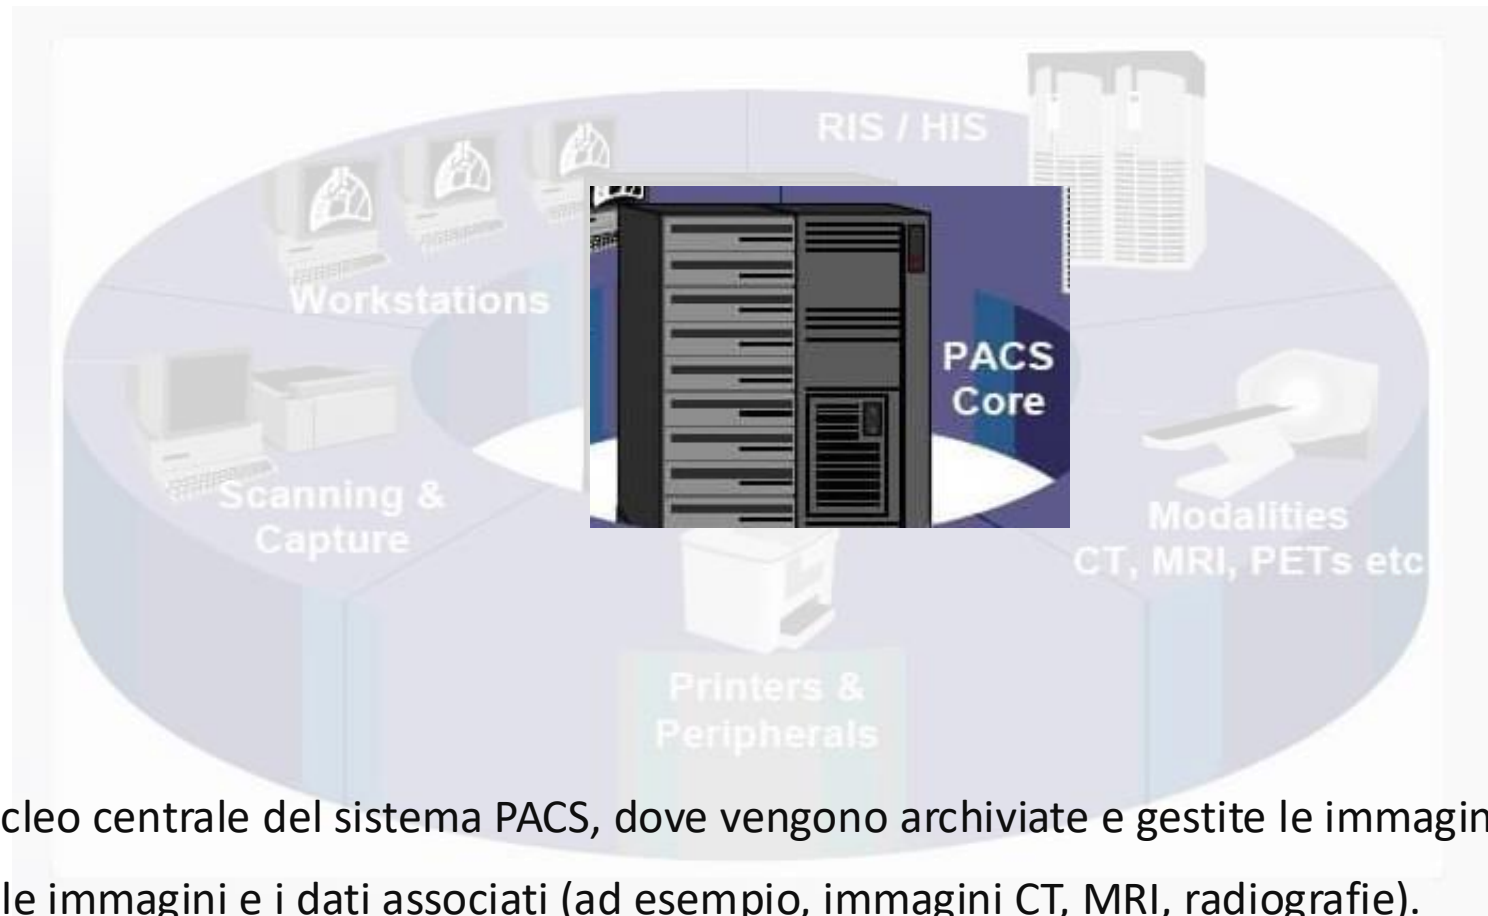 RIS / HIS
Workstations
PACS
Core
Scanning &
Capture
Modalities
CT, MRI, PETs etc
Printers &
Peripherals
cleo centrale del sistema PACS, dove vengono archiviate e gestite le immagin
le immagini e i dati associati (ad esempio, immagini CT, MRI, radiografie).